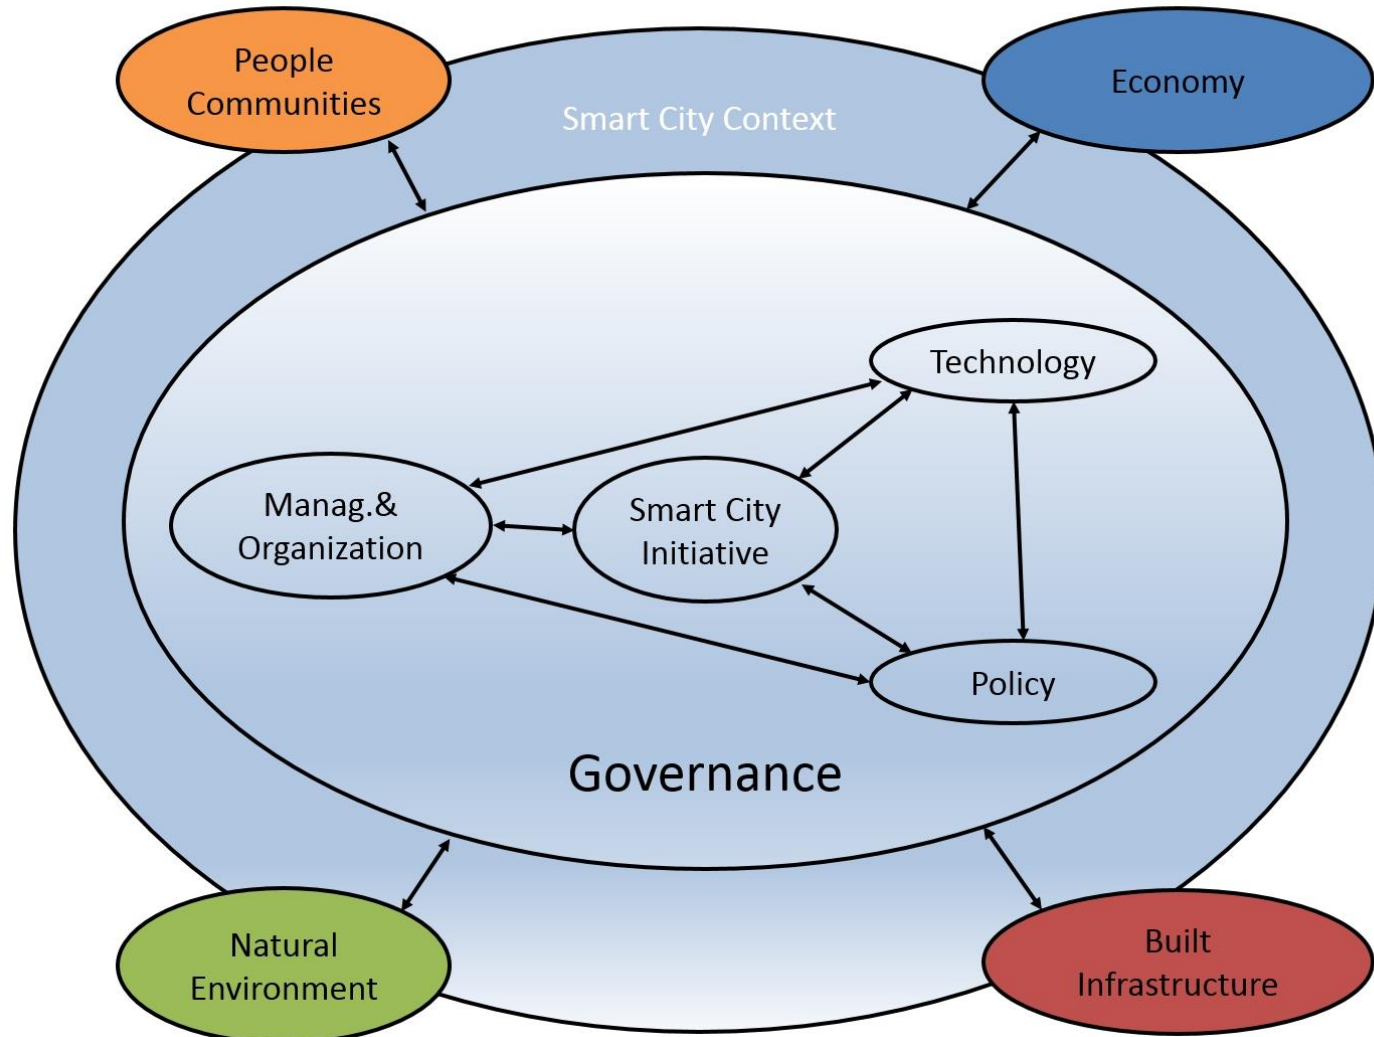 People
Communities
Economy
Smart City Context
Technology
Manag.&
Organization
Smart City
Initiative
Policy
Governance
Natural
Environment
Built
Infrastructure